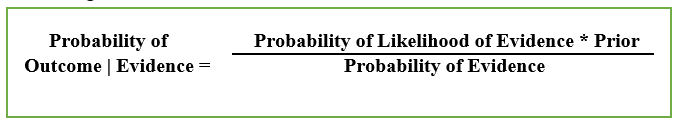 Probability of
Outcome | Evidence =
Probability of Likelihood of Evidence * Prior
Probability of Evidence